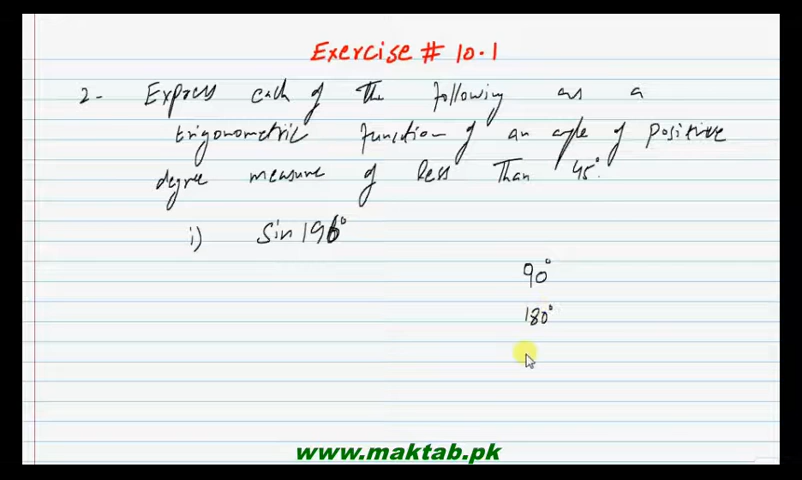 Exercise # 10.1
2- Express each of the following as a
trigonometric function of an angle of positive
degree measure of less than 45°.
i) Sin 196°
90°
180°
www.maktab.pk